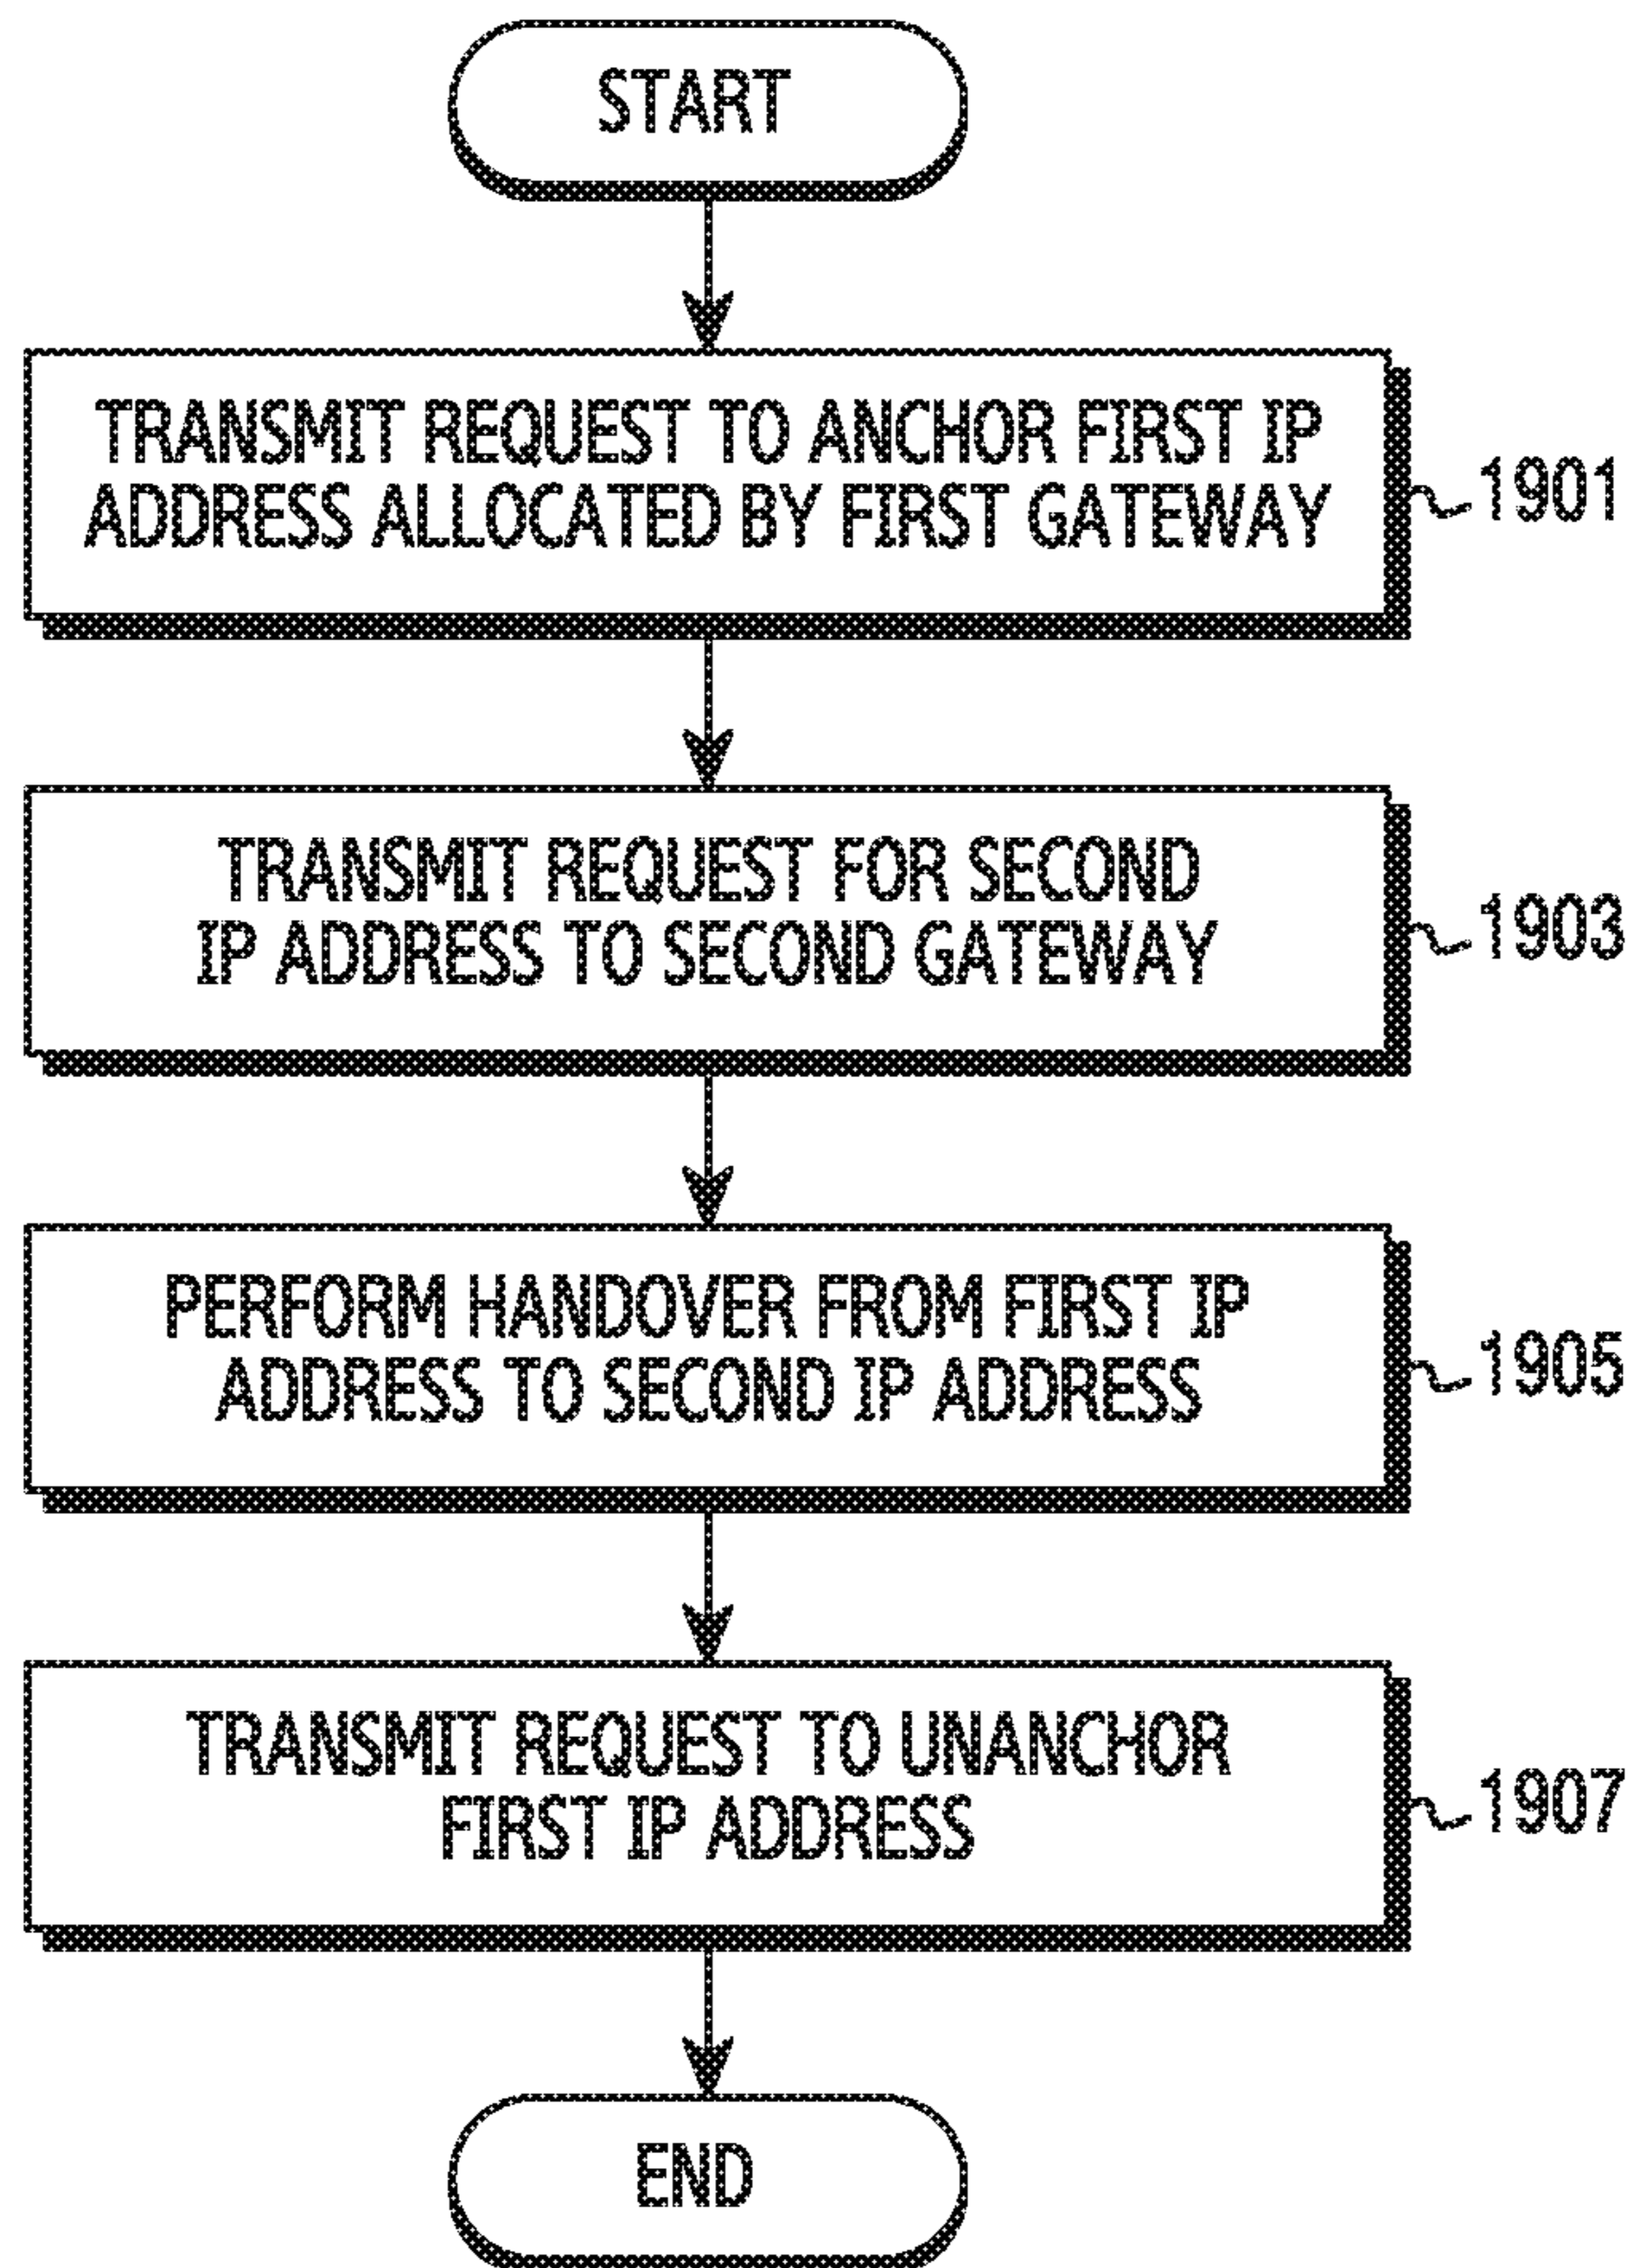 START
TRANSMIT REQUEST TO ANCHOR FIRST IP
ADDRESS ALLOCATED BY FIRST GATEWAY
1901
TRANSMIT REQUEST FOR SECOND
IP ADDRESS TO SECOND GATEWAY
1903
PERFORM HANDOVER FROM FIRST IP
ADDRESS TO SECOND IP ADDRESS
1905
TRANSMIT REQUEST TO UNANCHOR
FIRST IP ADDRESS
1907
END